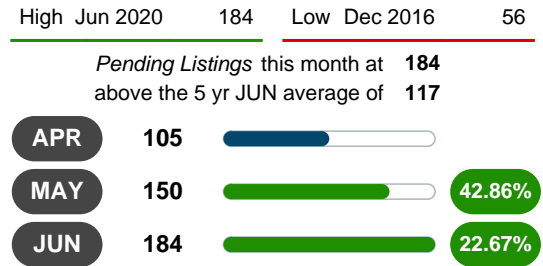 High Jun 2020 184 Low Dec 2016 56
Pending Listings this month at 184
above the 5 yr JUN average of 117
APR 105
MAY 150 42.86%
JUN 184 22.67%